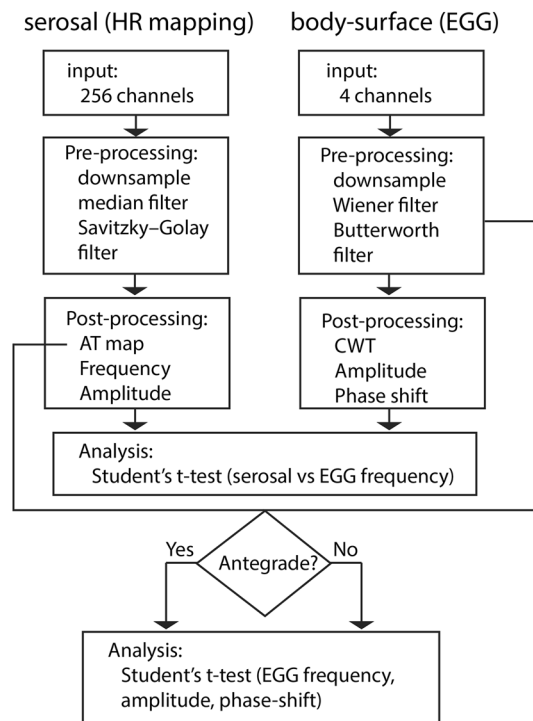 serosal (HR mapping)
input:
256 channels
Pre-processing:
downsample
median filter
Savitzky–Golay
filter
Post-processing:
AT map
Frequency
Amplitude
body-surface (EGG)
input:
4 channels
Pre-processing:
downsample
Wiener filter
Butterworth
filter
Post-processing:
CWT
Amplitude
Phase shift
Analysis:
Student's t-test (serosal vs EGG frequency)
Yes
Antegrade?
No
Analysis:
Student's t-test (EGG frequency,
amplitude, phase-shift)